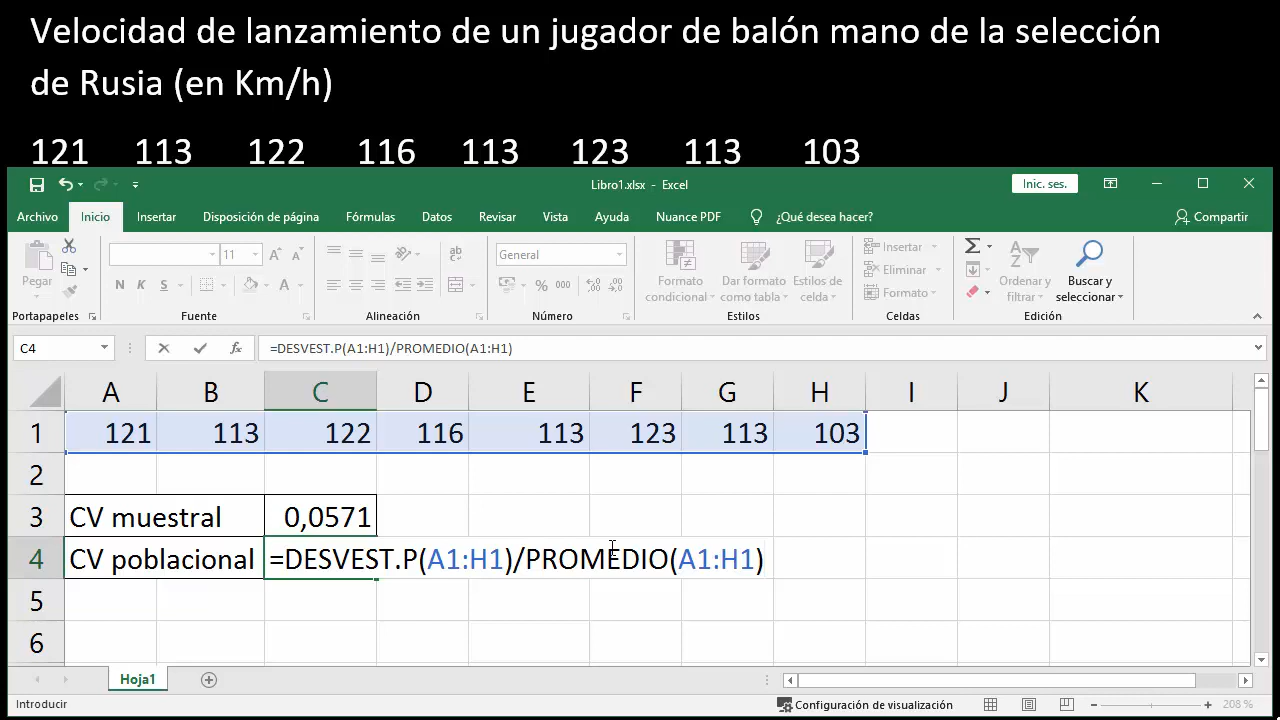 Velocidad de lanzamiento de un jugador de balón mano de la selección
de Rusia (en Km/h)
121 113 122 116 113 123 113 103
Libro1.xlsx - Excel
Inic. ses.
Archivo Inicio Insertar Disposición de página Fórmulas Datos Revisar Vista Ayuda Nuance PDF ¿Qué desea hacer? Compartir
Pegar
N K S
A A
11
General
% 000
Formato condicional
Dar formato como tabla
Estilos de celda
Insertar
Eliminar
Formato
Ordenar y filtrar
Buscar y seleccionar
Portapapeles Fuente Alineación Número Estilos Celdas Edición
C4 fx =DESVEST.P(A1:H1)/PROMEDIO(A1:H1)
A B C D E F G H I J K
1 121 113 122 116 113 123 113 103
2
3 CV muestral 0,0571
4 CV poblacional =DESVEST.P(A1:H1)/PROMEDIO(A1:H1)
5
6
Hoja1
Introducir Configuración de visualización 208 %